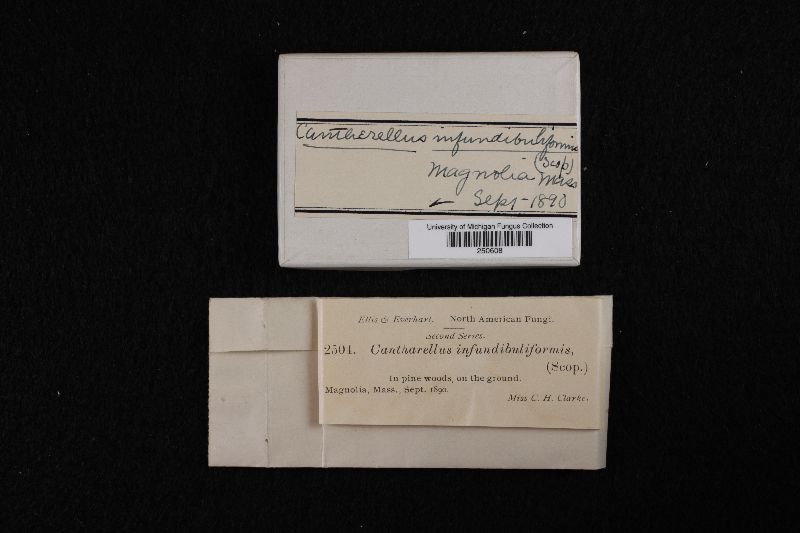 Cantherellus infundibuliformis
(Scop)
Magnolia Mass
Sept-1890
University of Michigan Fungus Collection
250608
Ellis & Everhart. North American Fungi.
Second Series.
2501. Cantharellus infundibuliformis,
(Scop.)
In pine woods, on the ground.
Magnolia, Mass., Sept. 1890.
Miss C. H. Clarke.